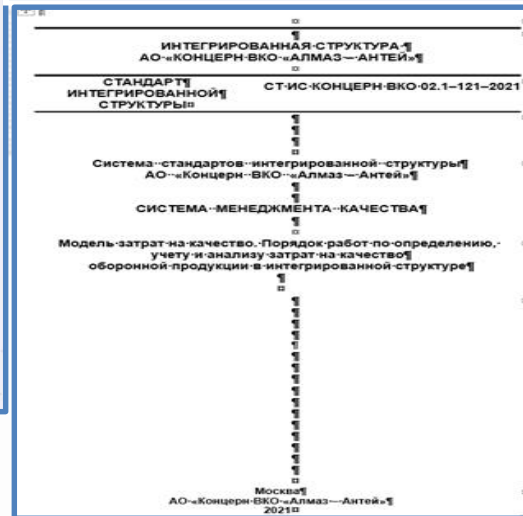 ИНТЕГРИРОВАННАЯ СТРУКТУРА
АО «КОНЦЕРН ВКО «АЛМАЗ – АНТЕЙ»
СТАНДАРТ
ИНТЕГРИРОВАННОЙ
СТРУКТУРЫ
СТ ИС КОНЦЕРН ВКО 02.1–121–2021
Система стандартов интегрированной структуры
АО «Концерн ВКО «Алмаз – Антей»
СИСТЕМА МЕНЕДЖМЕНТА КАЧЕСТВА
Модель затрат на качество. Порядок работ по определению,
учету и анализу затрат на качество
оборонной продукции в интегрированной структуре
Москва
АО «Концерн ВКО «Алмаз – Антей»
2021